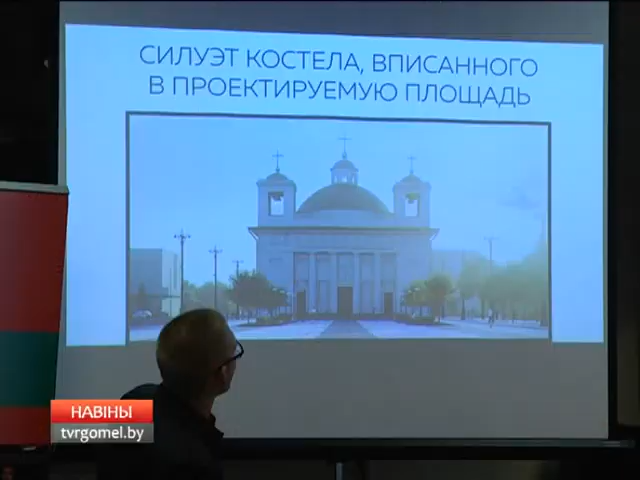 СИЛУЭТ КОСТЕЛА, ВПИСАННОГО
В ПРОЕКТИРУЕМУЮ ПЛОЩАДЬ
НАВІНЫ
tvrgomel.by